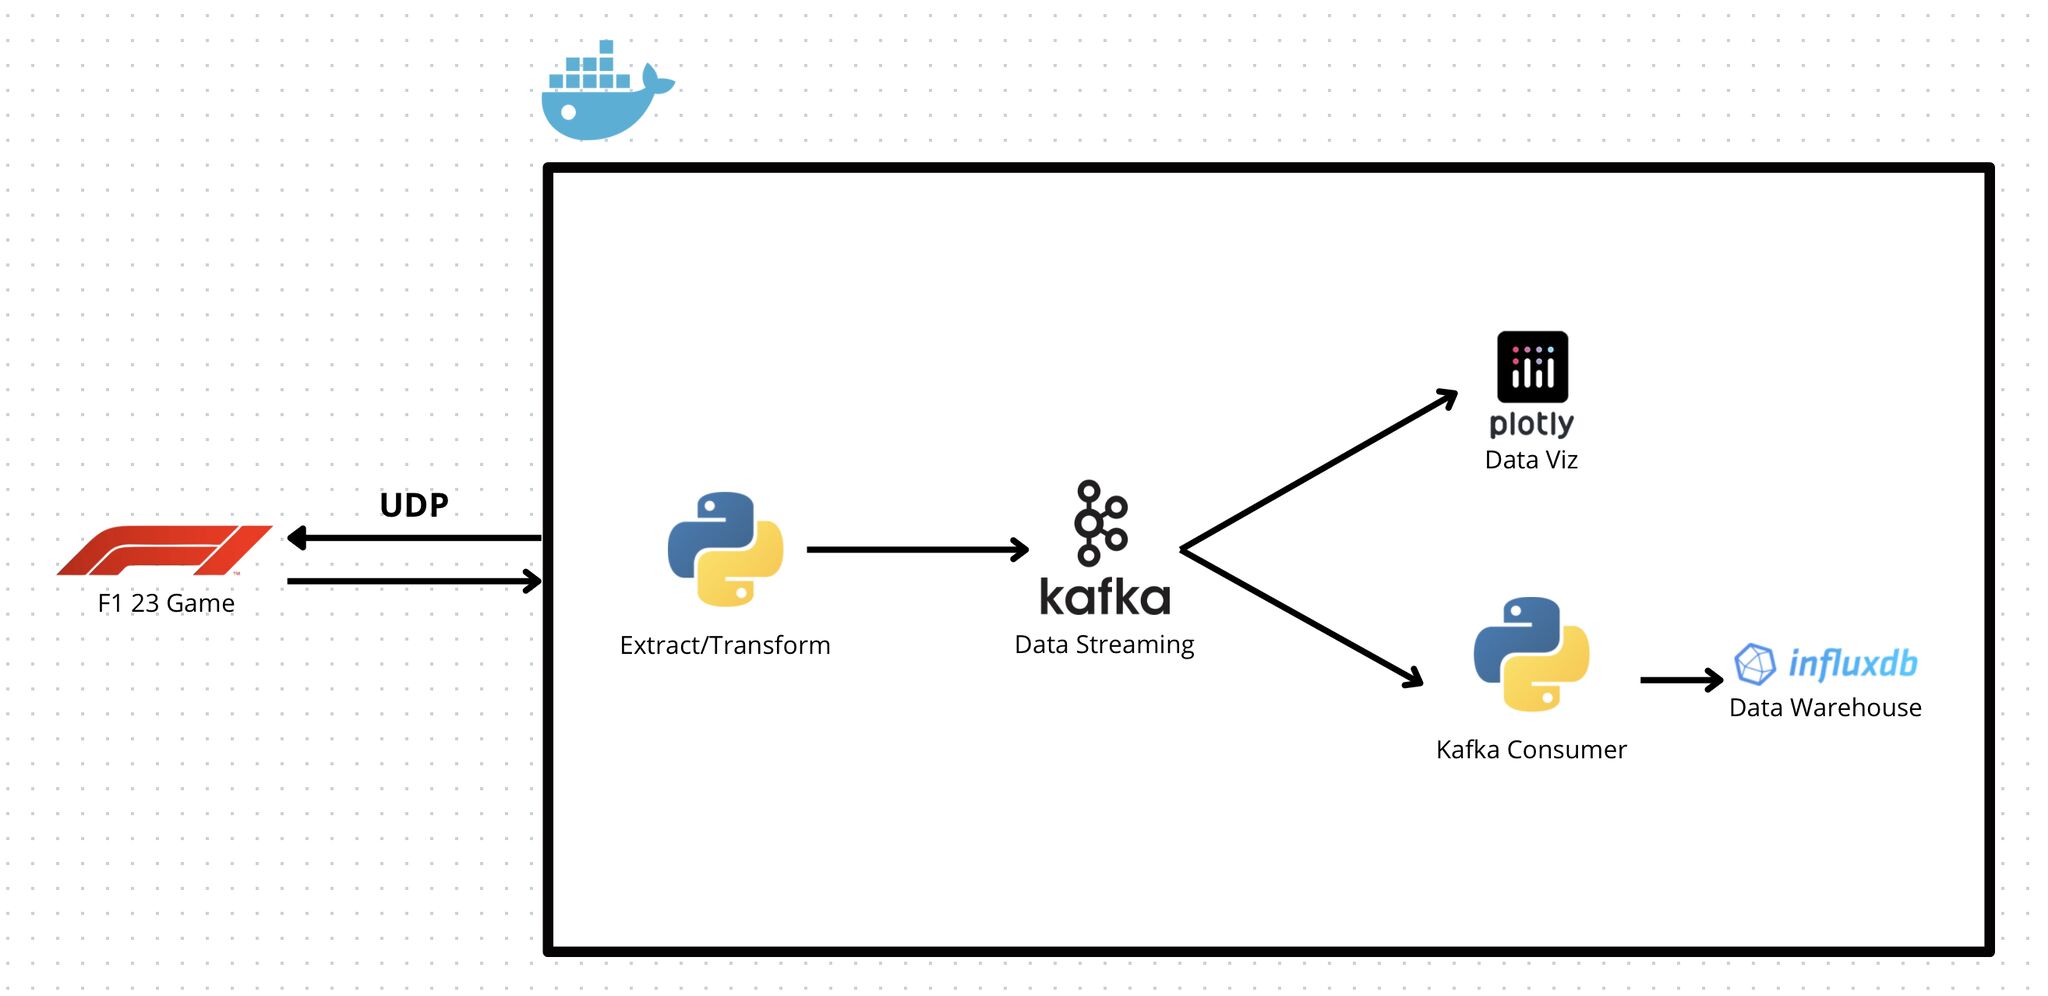 UDP
F1 23 Game
Extract/Transform
kafka
Data Streaming
plotly
Data Viz
Kafka Consumer
influxdb
Data Warehouse